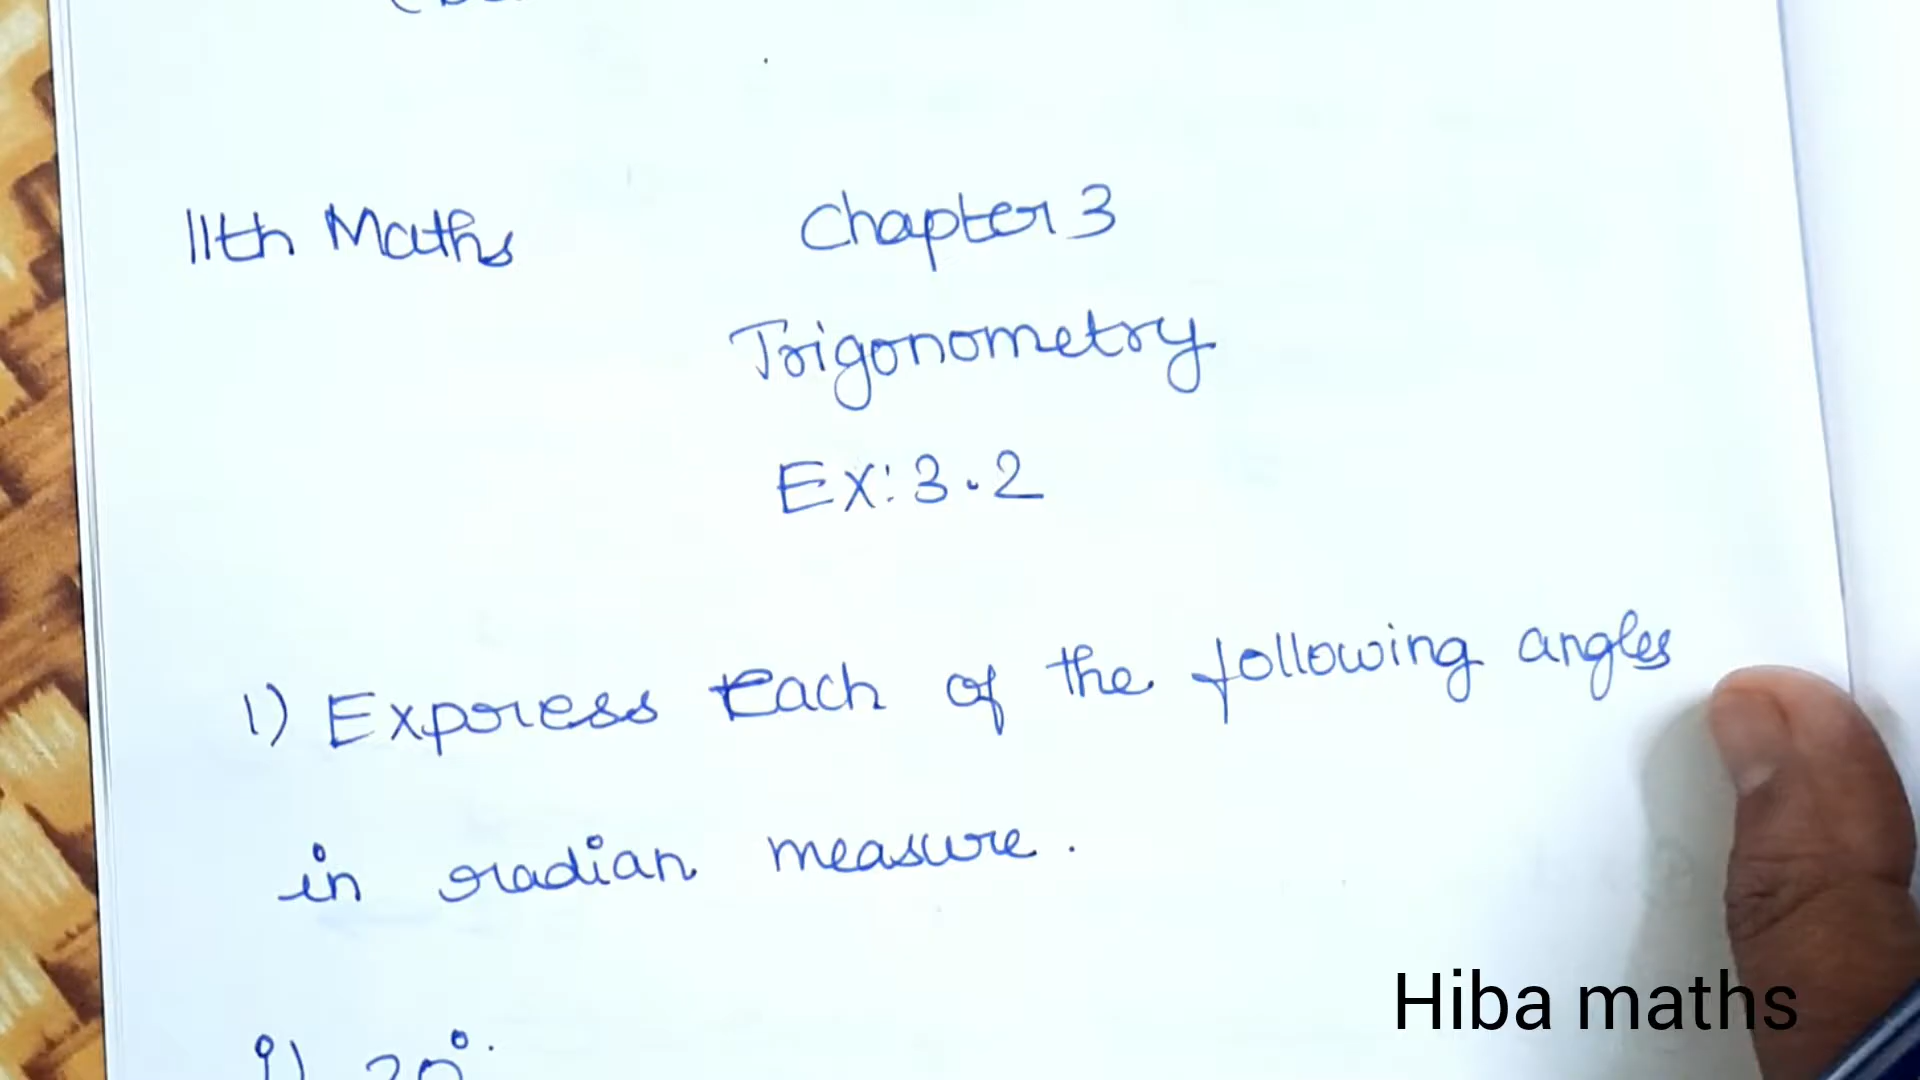 11th Maths Chapter 3
Trigonometry
Ex: 3.2
1) Express each of the following angles
in radian measure.
i)
Hiba maths